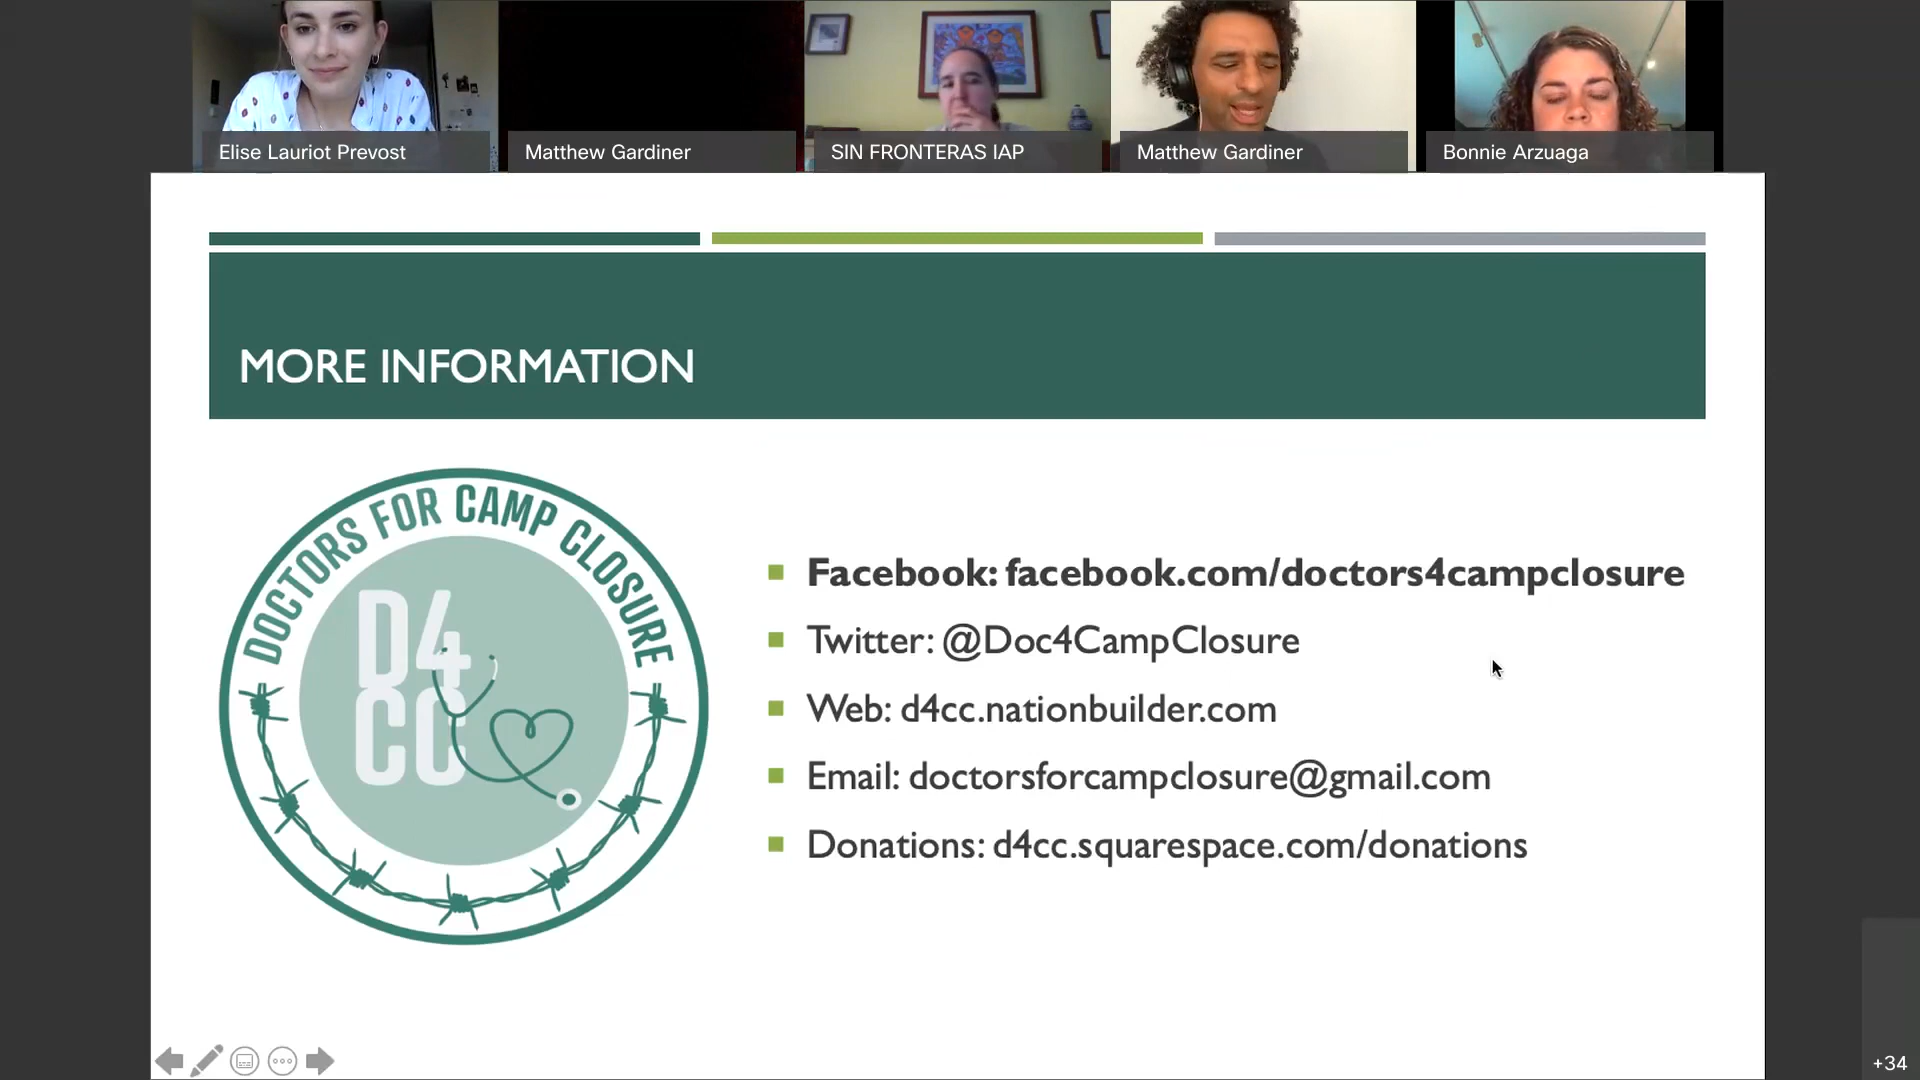 Elise Lauriot Prevost
Matthew Gardiner
SIN FRONTERAS IAP
Matthew Gardiner
Bonnie Arzuaga
MORE INFORMATION
DOCTORS FOR CAMP CLOSURE
D4
CC
Facebook: facebook.com/doctors4campclosure
Twitter: @Doc4CampClosure
Web: d4cc.nationbuilder.com
Email: doctorsforcampclosure@gmail.com
Donations: d4cc.squarespace.com/donations
+34